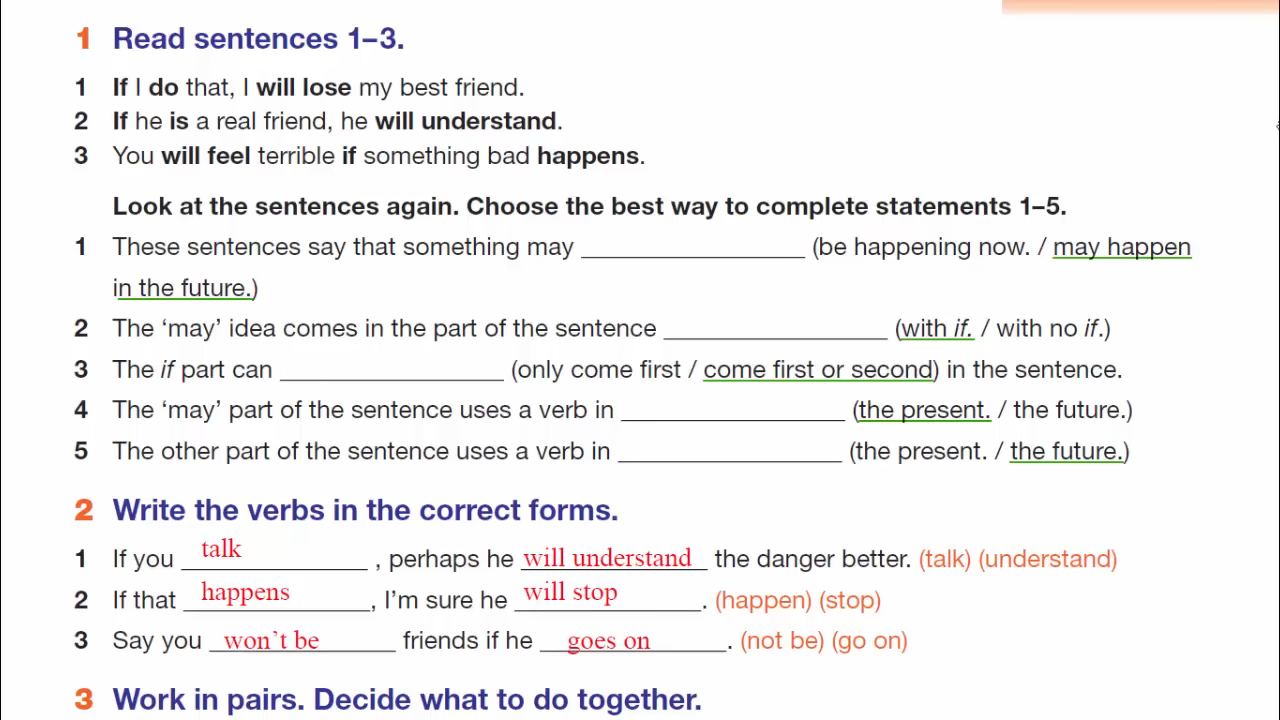 1 Read sentences 1–3.
1 If I do that, I will lose my best friend.
2 If he is a real friend, he will understand.
3 You will feel terrible if something bad happens.
Look at the sentences again. Choose the best way to complete statements 1–5.
1 These sentences say that something may ________________ (be happening now. / may happen
in the future.)
2 The ‘may’ idea comes in the part of the sentence ________________ (with if. / with no if.)
3 The if part can ________________ (only come first / come first or second) in the sentence.
4 The ‘may’ part of the sentence uses a verb in ________________ (the present. / the future.)
5 The other part of the sentence uses a verb in ________________ (the present. / the future.)
2 Write the verbs in the correct forms.
1 If you talk , perhaps he will understand the danger better. (talk) (understand)
2 If that happens , I’m sure he will stop . (happen) (stop)
3 Say you won’t be friends if he goes on . (not be) (go on)
3 Work in pairs. Decide what to do together.